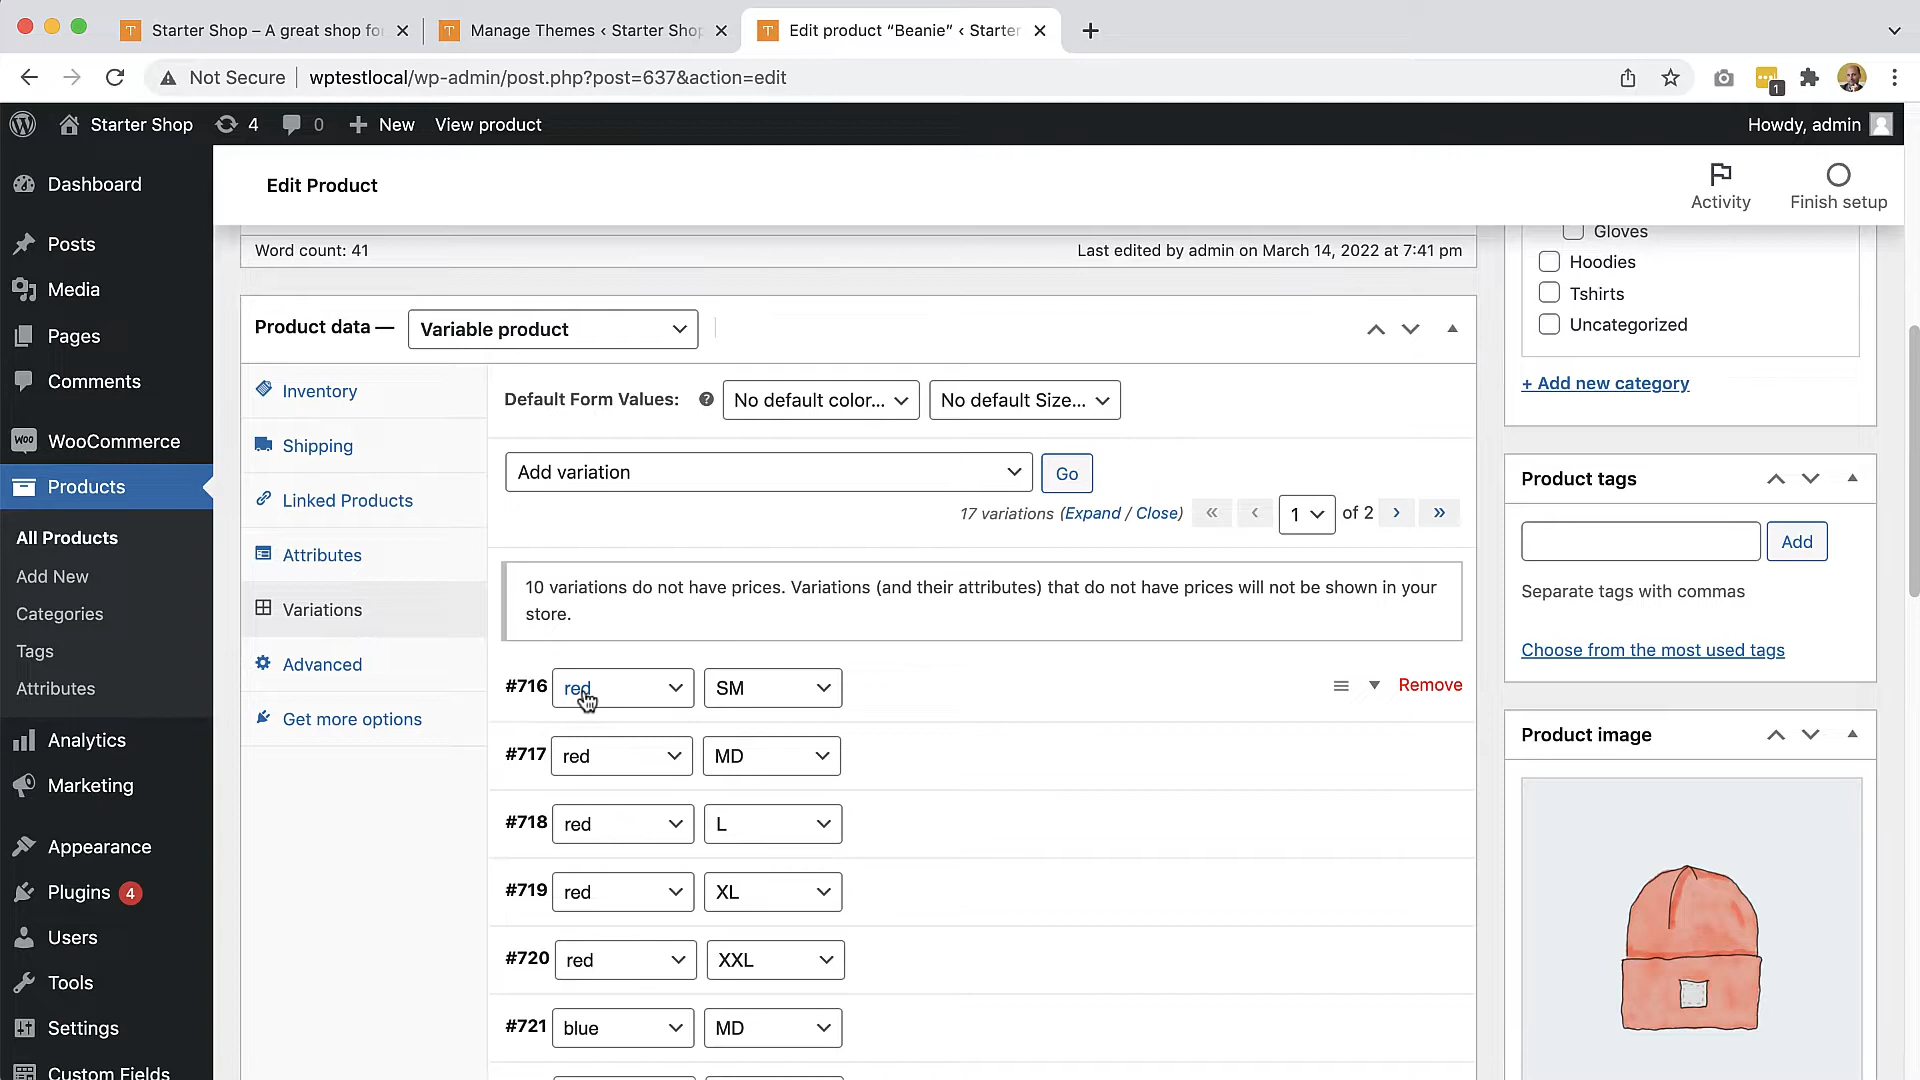 Starter Shop – A great shop fo
Manage Themes ‹ Starter Shop
Edit product “Beanie” ‹ Starter
Not Secure
wptestlocal/wp-admin/post.php?post=637&action=edit
1
Starter Shop
4
0
New
View product
Howdy, admin
Dashboard
Posts
Media
Pages
Comments
WooCommerce
Products
All Products
Add New
Categories
Tags
Attributes
Analytics
Marketing
Appearance
Plugins 4
Users
Tools
Settings
Custom Fields
Edit Product
Activity
Finish setup
Word count: 41
Last edited by admin on March 14, 2022 at 7:41 pm
Product data —
Variable product
Inventory
Shipping
Linked Products
Attributes
Variations
Advanced
Get more options
Default Form Values:
No default color...
No default Size...
Add variation
Go
17 variations (Expand / Close)
«
‹
1
of 2
›
»
10 variations do not have prices. Variations (and their attributes) that do not have prices will not be shown in your
store.
#716 red SM
Remove
#717 red MD
#718 red L
#719 red XL
#720 red XXL
#721 blue MD
Gloves
Hoodies
Tshirts
Uncategorized
+ Add new category
Product tags
Add
Separate tags with commas
Choose from the most used tags
Product image